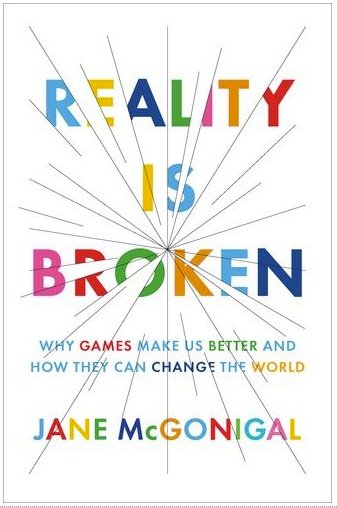 REALITY
IS
BROKEN
WHY GAMES MAKE US BETTER AND
HOW THEY CAN CHANGE THE WORLD
JANE McGONIGAL